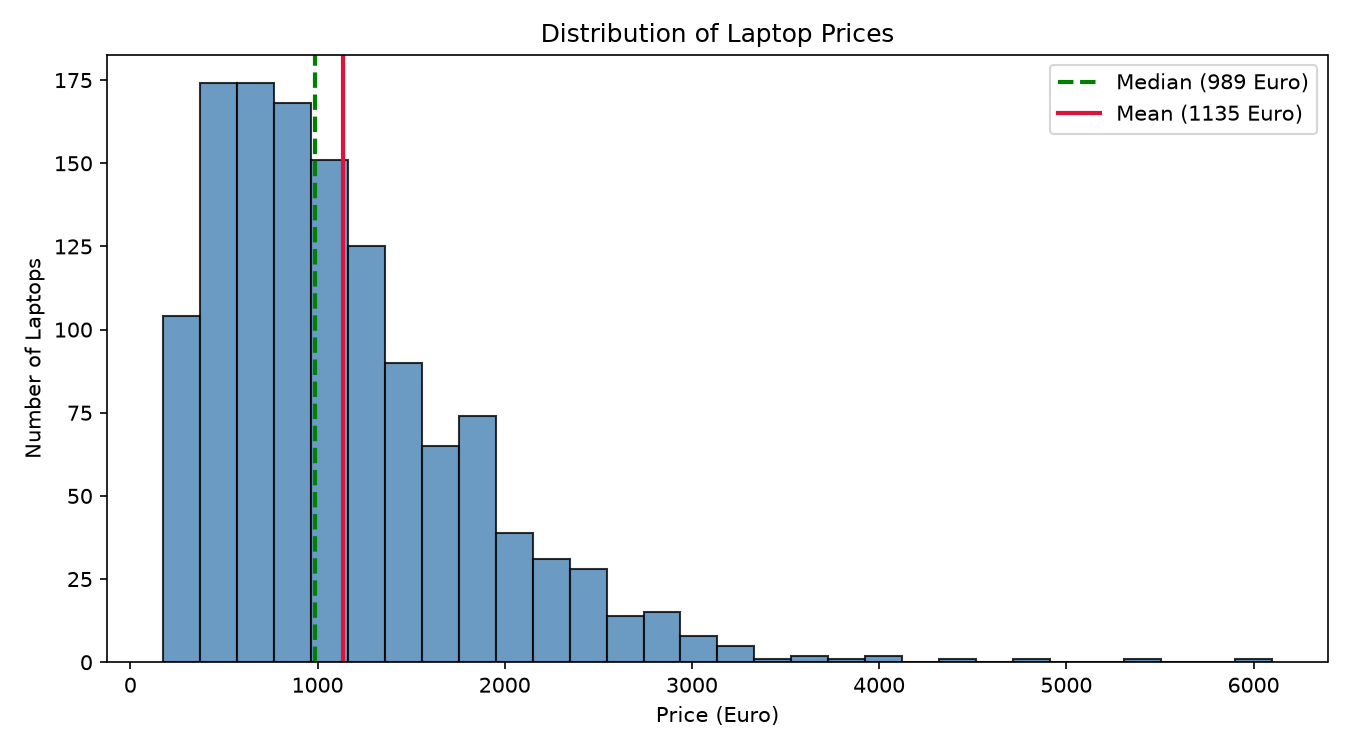 Distribution of Laptop Prices
Median (989 Euro)
Mean (1135 Euro)
Number of Laptops
175
150
125
100
75
50
25
0
0 1000 2000 3000 4000 5000 6000
Price (Euro)